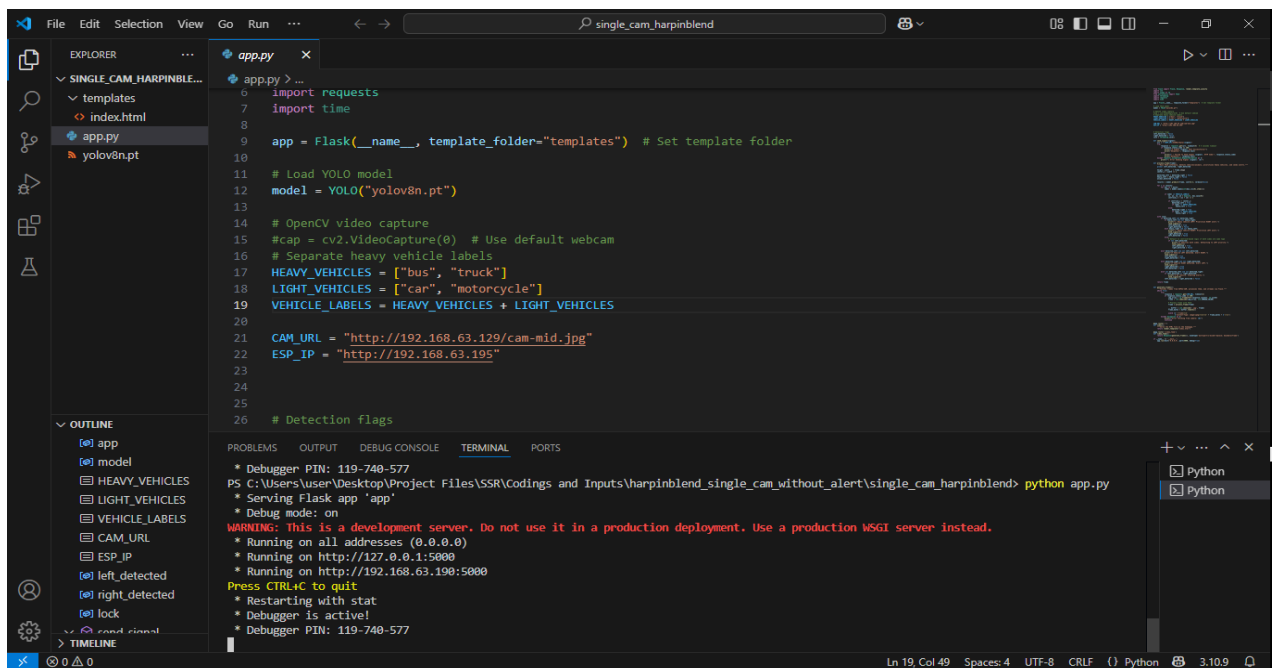 File Edit Selection View Go Run ··· single_cam_harpinblend
EXPLORER ···
SINGLE_CAM_HARPINBLE...
templates
index.html
app.py
yolov8n.pt
OUTLINE
app
model
HEAVY_VEHICLES
LIGHT_VEHICLES
VEHICLE_LABELS
CAM_URL
ESP_IP
left_detected
right_detected
lock
send_signal
TIMELINE
app.py
app.py > ...
6 import requests
7 import time
8
9 app = Flask(__name__, template_folder="templates")  # Set template folder
10
11 # Load YOLO model
12 model = YOLO("yolov8n.pt")
13
14 # OpenCV video capture
15 #cap = cv2.VideoCapture(0)  # Use default webcam
16 # Separate heavy vehicle labels
17 HEAVY_VEHICLES = ["bus", "truck"]
18 LIGHT_VEHICLES = ["car", "motorcycle"]
19 VEHICLE_LABELS = HEAVY_VEHICLES + LIGHT_VEHICLES
20
21 CAM_URL = "http://192.168.63.129/cam-mid.jpg"
22 ESP_IP = "http://192.168.63.195"
23
24
25
26 # Detection flags
PROBLEMS OUTPUT DEBUG CONSOLE TERMINAL PORTS
* Debugger PIN: 119-740-577
PS C:\Users\user\Desktop\Project Files\SSR\Codings and Inputs\harpinblend_single_cam_without_alert\single_cam_harpinblend> python app.py
* Serving Flask app 'app'
* Debug mode: on
WARNING: This is a development server. Do not use it in a production deployment. Use a production WSGI server instead.
* Running on all addresses (0.0.0.0)
* Running on http://127.0.0.1:5000
* Running on http://192.168.63.190:5000
Press CTRL+C to quit
* Restarting with stat
* Debugger is active!
* Debugger PIN: 119-740-577
Python
Python
0 0 Ln 19, Col 49 Spaces: 4 UTF-8 CRLF {} Python 3.10.9